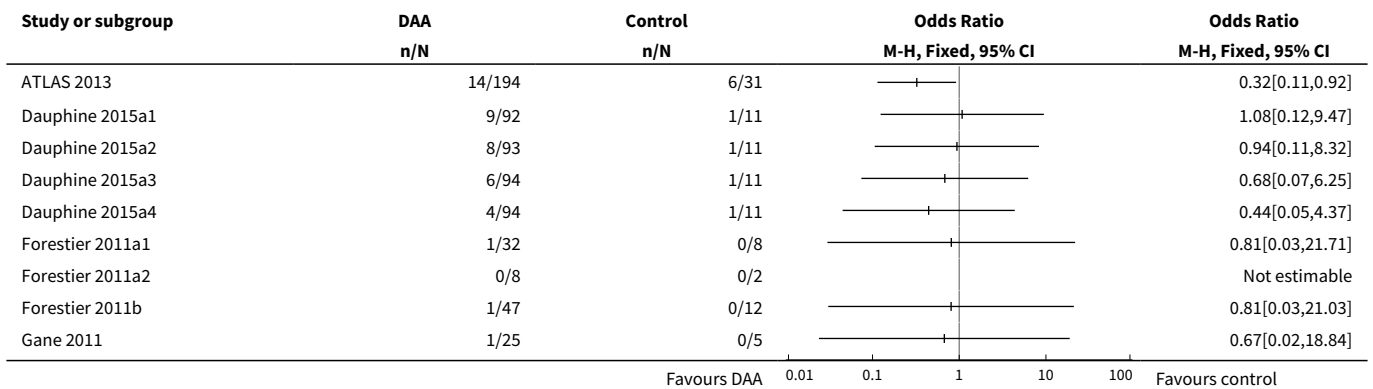 Study or subgroup DAA Control Odds Ratio Odds Ratio
n/N n/N M-H, Fixed, 95% CI M-H, Fixed, 95% CI
ATLAS 2013 14/194 6/31 0.32[0.11,0.92]
Dauphine 2015a1 9/92 1/11 1.08[0.12,9.47]
Dauphine 2015a2 8/93 1/11 0.94[0.11,8.32]
Dauphine 2015a3 6/94 1/11 0.68[0.07,6.25]
Dauphine 2015a4 4/94 1/11 0.44[0.05,4.37]
Forestier 2011a1 1/32 0/8 0.81[0.03,21.71]
Forestier 2011a2 0/8 0/2 Not estimable
Forestier 2011b 1/47 0/12 0.81[0.03,21.03]
Gane 2011 1/25 0/5 0.67[0.02,18.84]
Favours DAA 0.01 0.1 1 10 100 Favours control